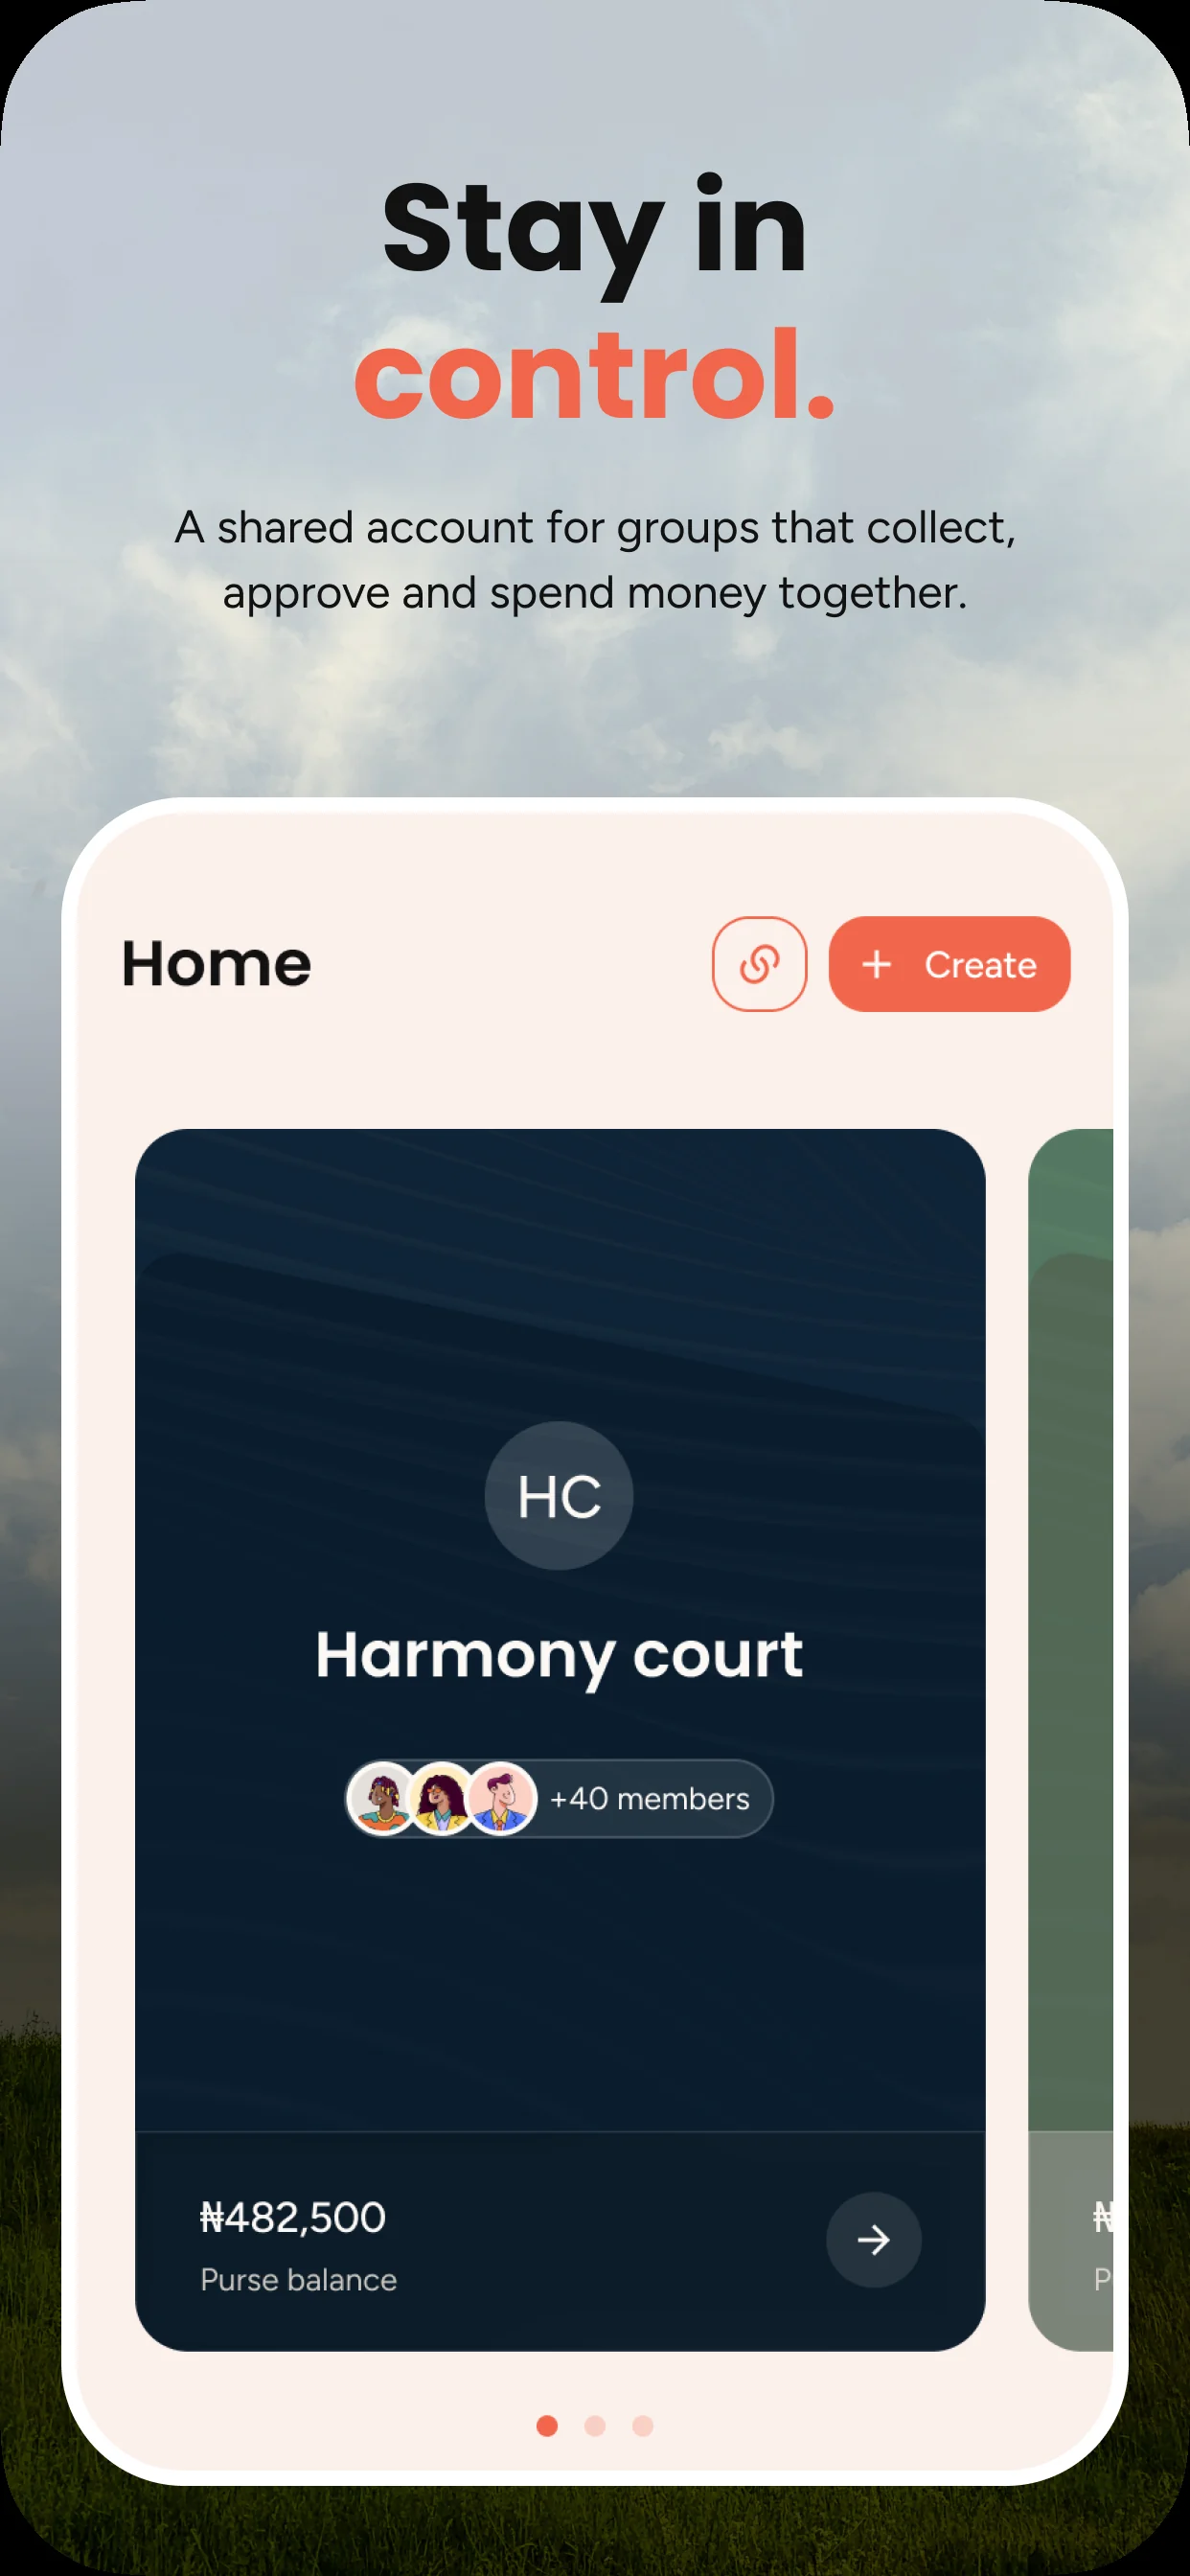 Stay in
control.
A shared account for groups that collect,
approve and spend money together.
Home
+ Create
HC
Harmony court
+40 members
₦482,500
Purse balance
₦
P